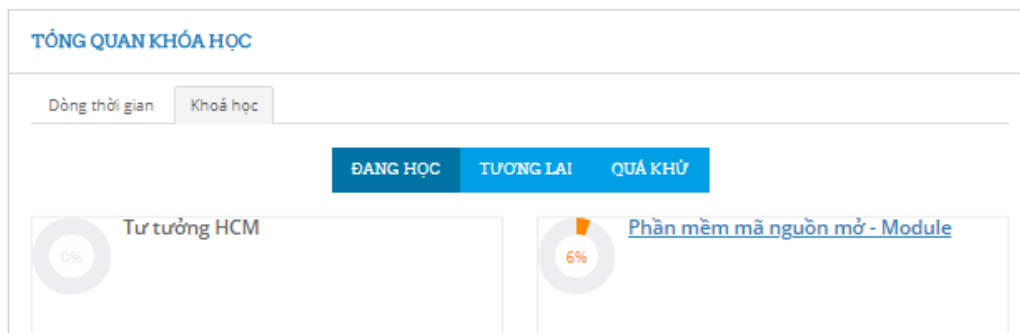 TỔNG QUAN KHÓA HỌC
Dòng thời gian Khoá học
ĐANG HỌC TƯƠNG LAI QUÁ KHỨ
0% Tư tưởng HCM
6% Phần mềm mã nguồn mở - Module